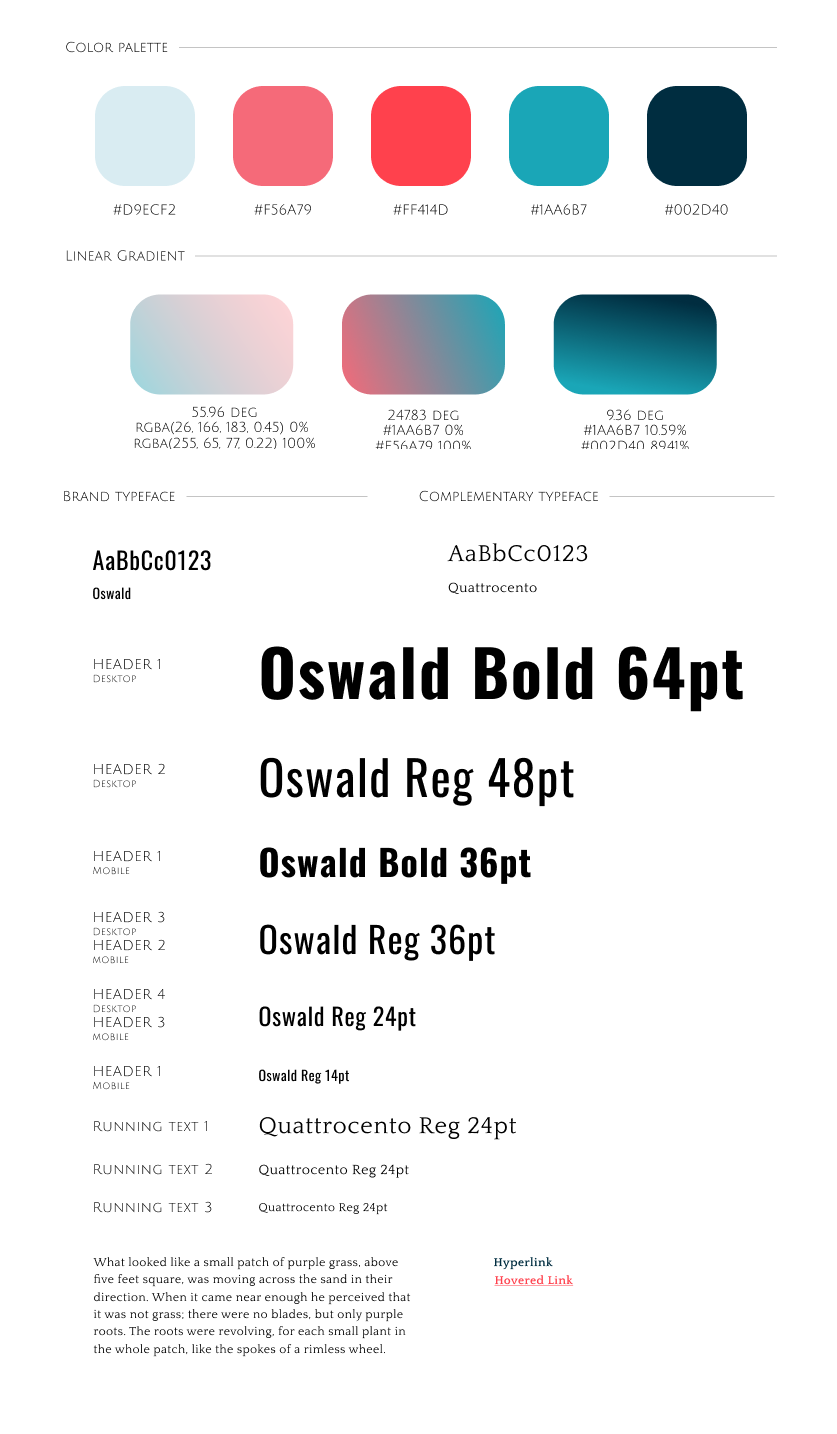 Color palette
#D9ECF2 #F56A79 #FF414D #1AA6B7 #002D40
Linear Gradient
55.96 deg
rgba(26, 166, 183, 0.45) 0%
rgba(255, 65, 77, 0.22) 100%
247.83 deg
#1AA6B7 0%
#F56A79 100%
9.36 deg
#1AA6B7 10.59%
#002D40 89.41%
Brand typeface
Complementary typeface
AaBbCc0123
Oswald
AaBbCc0123
Quattrocento
HEADER 1
Desktop
Oswald Bold 64pt
HEADER 2
Desktop
Oswald Reg 48pt
HEADER 1
Mobile
Oswald Bold 36pt
HEADER 3
Desktop
HEADER 2
mobile
Oswald Reg 36pt
HEADER 4
Desktop
HEADER 3
mobile
Oswald Reg 24pt
HEADER 1
Mobile
Oswald Reg 14pt
Running text 1
Quattrocento Reg 24pt
Running text 2
Quattrocento Reg 24pt
Running text 3
Quattrocento Reg 24pt
What looked like a small patch of purple grass, above
five feet square, was moving across the sand in their
direction. When it came near enough he perceived that
it was not grass; there were no blades, but only purple
roots. The roots were revolving, for each small plant in
the whole patch, like the spokes of a rimless wheel.
Hyperlink
Hovered Link